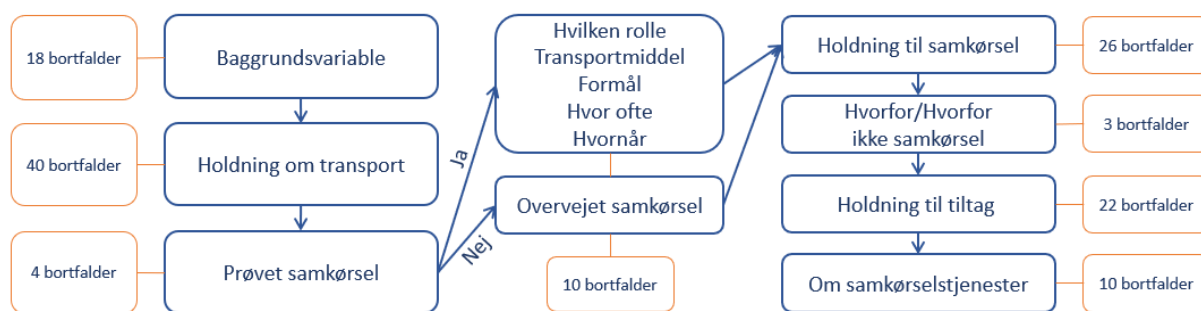 18 bortfalder
Baggrundsvariable
40 bortfalder
Holdning om transport
4 bortfalder
Prøvet samkørsel
Ja
Nej
Hvilken rolle
Transportmiddel
Formål
Hvor ofte
Hvornår
Overvejet samkørsel
10 bortfalder
Holdning til samkørsel
26 bortfalder
Hvorfor/Hvorfor
ikke samkørsel
3 bortfalder
Holdning til tiltag
22 bortfalder
Om samkørselstjenester
10 bortfalder